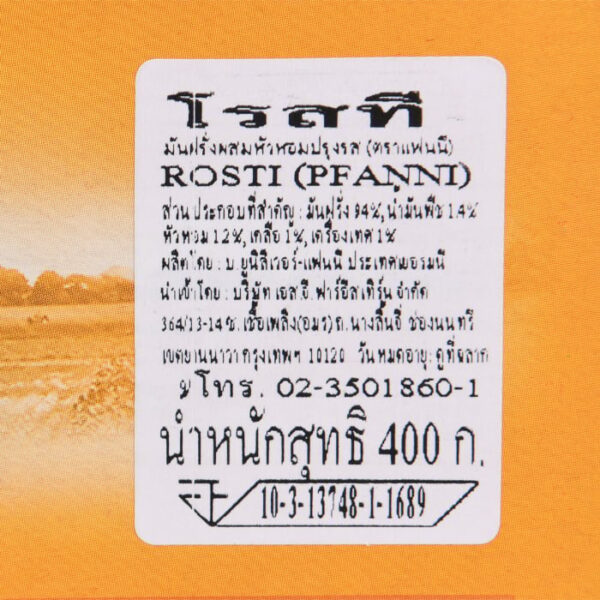 โรสที
มันฝรั่งผสมหัวหอมปรุงรส (ตราแฟนนี)
ROSTI (PFANNI)
ส่วนประกอบที่สำคัญ : มันฝรั่ง 94%, น้ำมันพืช 1.4%
หัวหอม 1.2%, เกลือ 1%, เครื่องเทศ 1%
ผลิตโดย : บ.ยูนิลีเวอร์-แฟนนี ประเทศเยอรมนี
นำเข้าโดย : บริษัท เอส.จี. ฟาร์อีสเทิร์น จำกัด
364/13-14 ซ. เชื้อเพลิง(อมร) ถ. นางลิ้นจี่ ช่องนนทรี
เขตยานนาวา กรุงเทพฯ 10120 วันหมดอายุ: ดูที่ฉลาก
โทร. 02-3501860-1
น้ำหนักสุทธิ 400 ก.
10-3-13748-1-1689